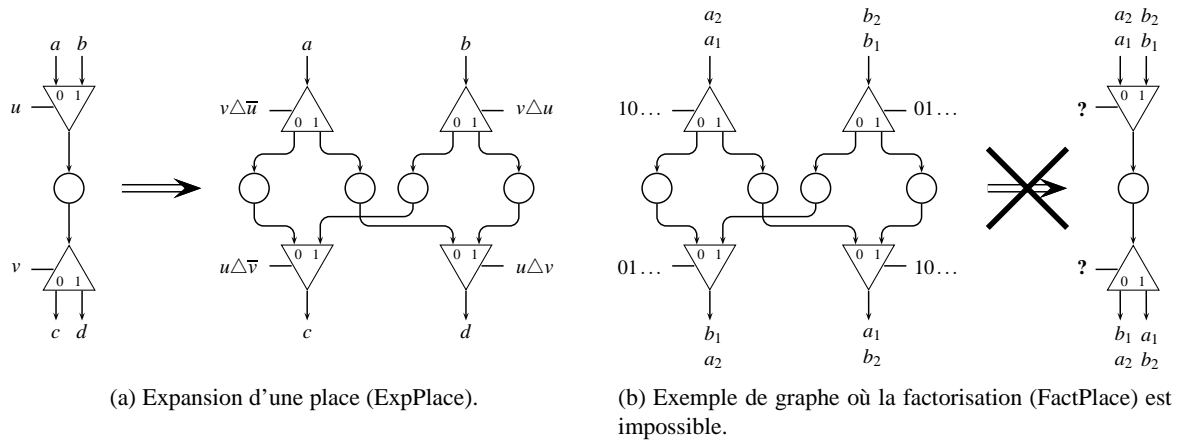 a b
u
0 1
v
0 1
c d
a
b
v△u̅
v△u
0 1
0 1
u△v̅
u△v
0 1
0 1
c
d
a₂
a₁
b₂
b₁
10...
01...
0 1
0 1
01...
10...
0 1
0 1
b₁
a₂
a₁
b₂
a₂ b₂
a₁ b₁
?
0 1
?
0 1
b₁ a₁
a₂ b₂
(a) Expansion d'une place (ExpPlace).
(b) Exemple de graphe où la factorisation (FactPlace) est
impossible.